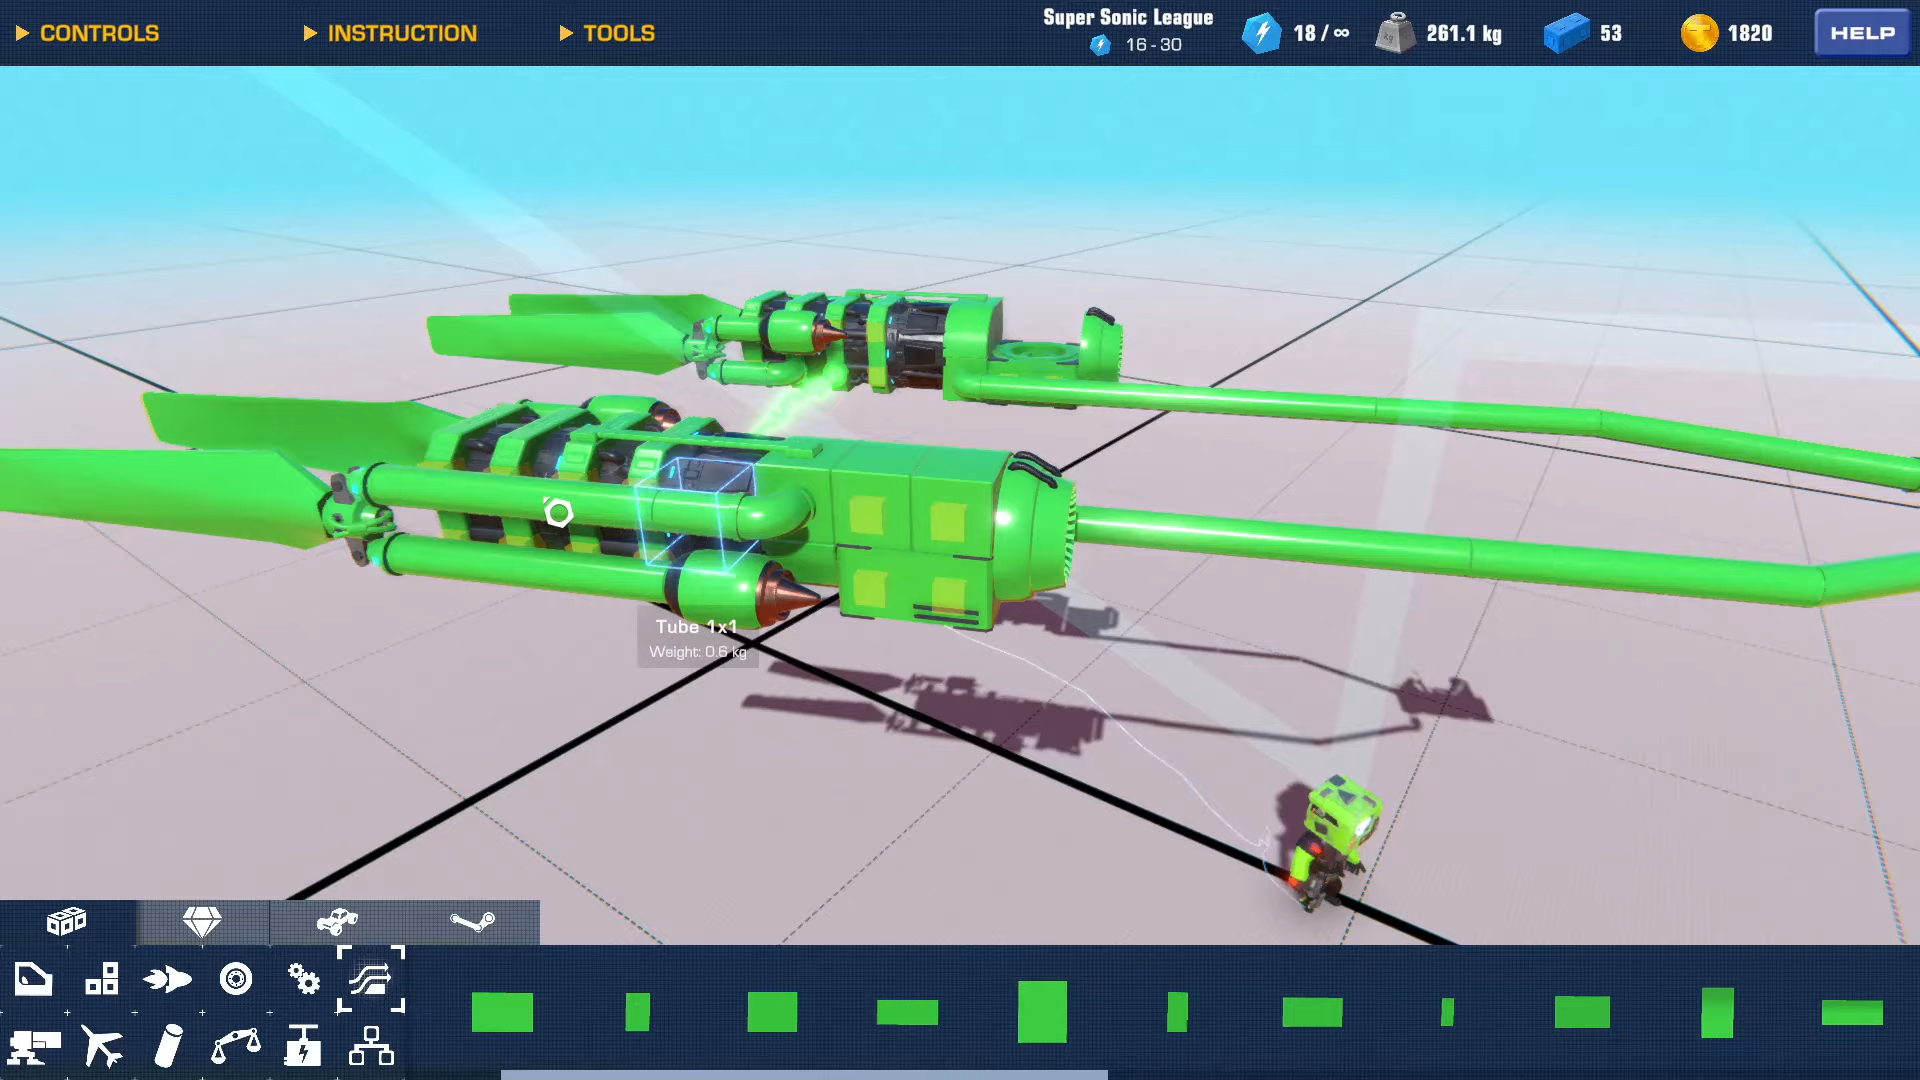 CONTROLS
INSTRUCTION
TOOLS
Super Sonic League
16 - 30
18 / ∞
kg
261.1 kg
53
1820
HELP
Tube 1x1
Weight: 0.6 kg